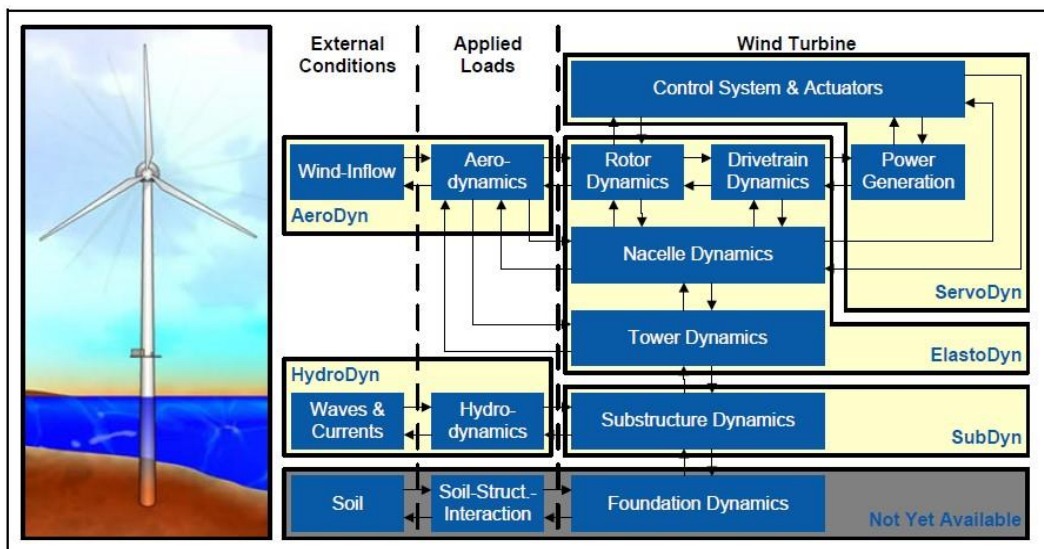 External
Conditions
Applied
Loads
Wind Turbine
Control System & Actuators
Wind-Inflow
Aero-
dynamics
Rotor
Dynamics
Drivetrain
Dynamics
Power
Generation
AeroDyn
Nacelle Dynamics
ServoDyn
Tower Dynamics
ElastoDyn
HydroDyn
Waves &
Currents
Hydro-
dynamics
Substructure Dynamics
SubDyn
Soil
Soil-Struct.-
Interaction
Foundation Dynamics
Not Yet Available